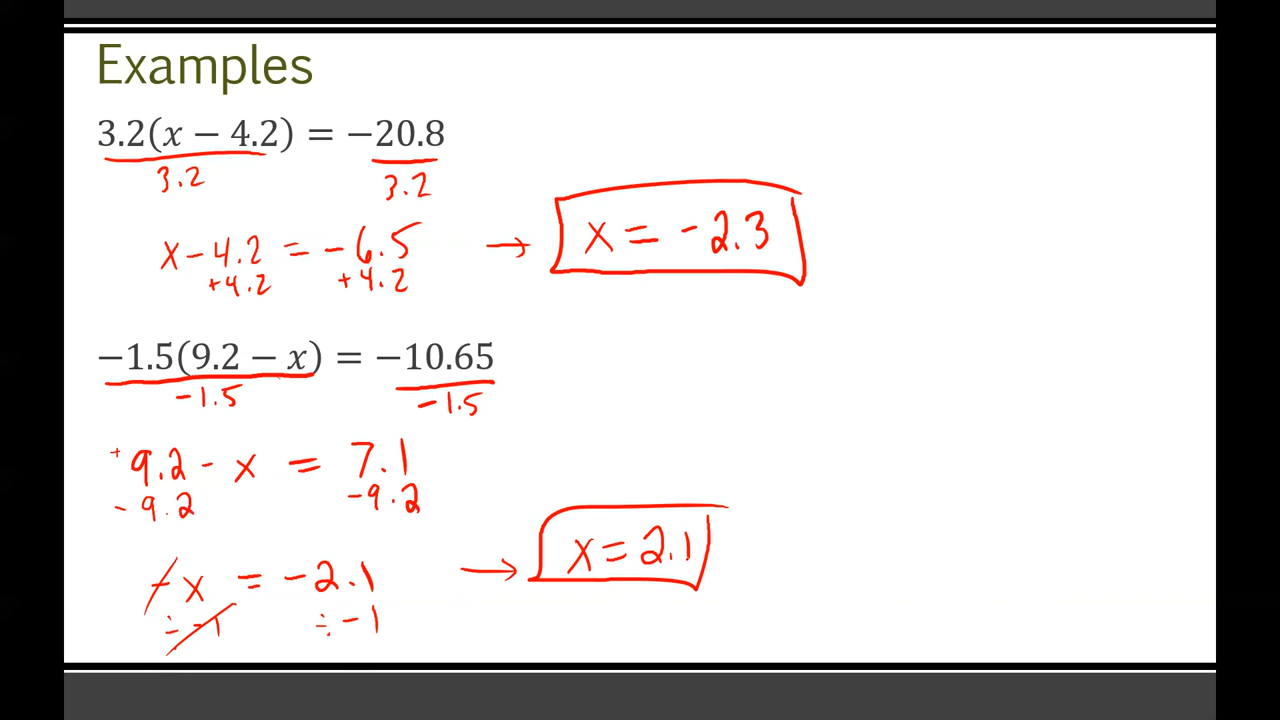 Examples
3.2(x − 4.2) = −20.8
3.2 3.2
x − 4.2 = −6.5 → x = −2.3
+4.2 +4.2
−1.5(9.2 − x) = −10.65
−1.5 −1.5
+9.2 − x = 7.1
−9.2 −9.2
−x = −2.1 → x = 2.1
÷ −1 ÷ −1